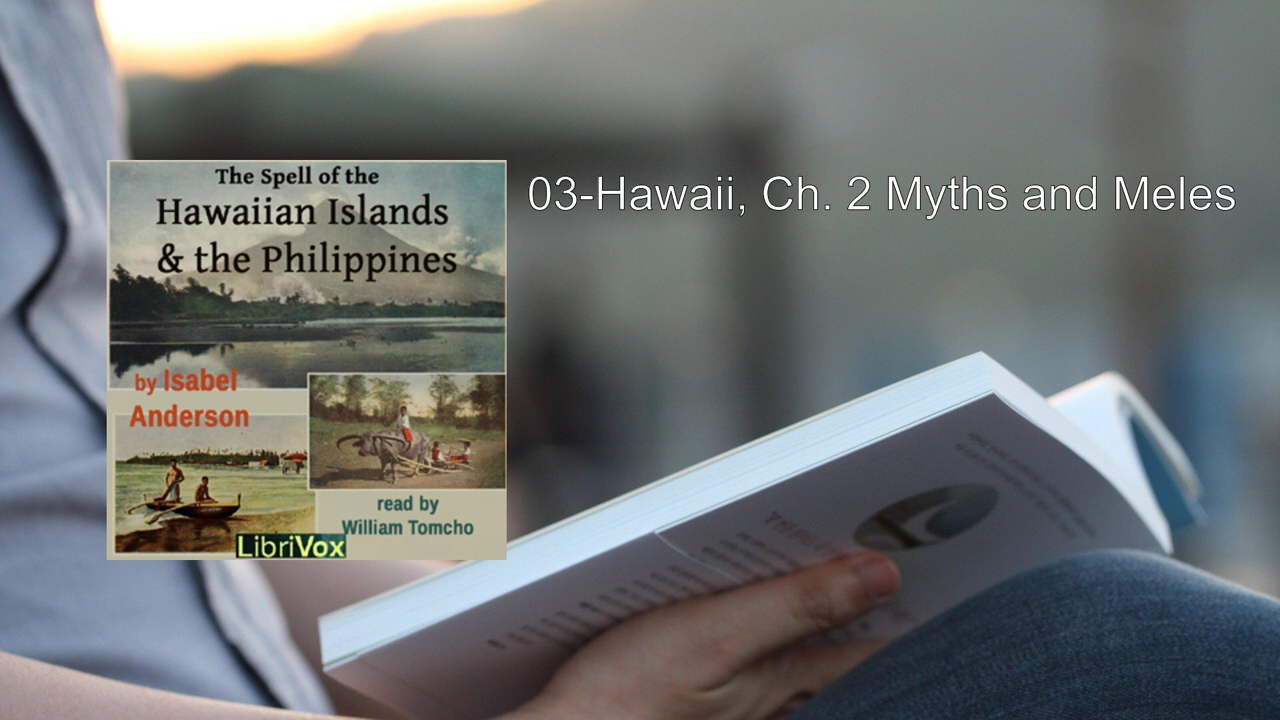 The Spell of the
Hawaiian Islands
& the Philippines
by Isabel
Anderson
read by
William Tomcho
LibriVox
03-Hawaii, Ch. 2 Myths and Meles